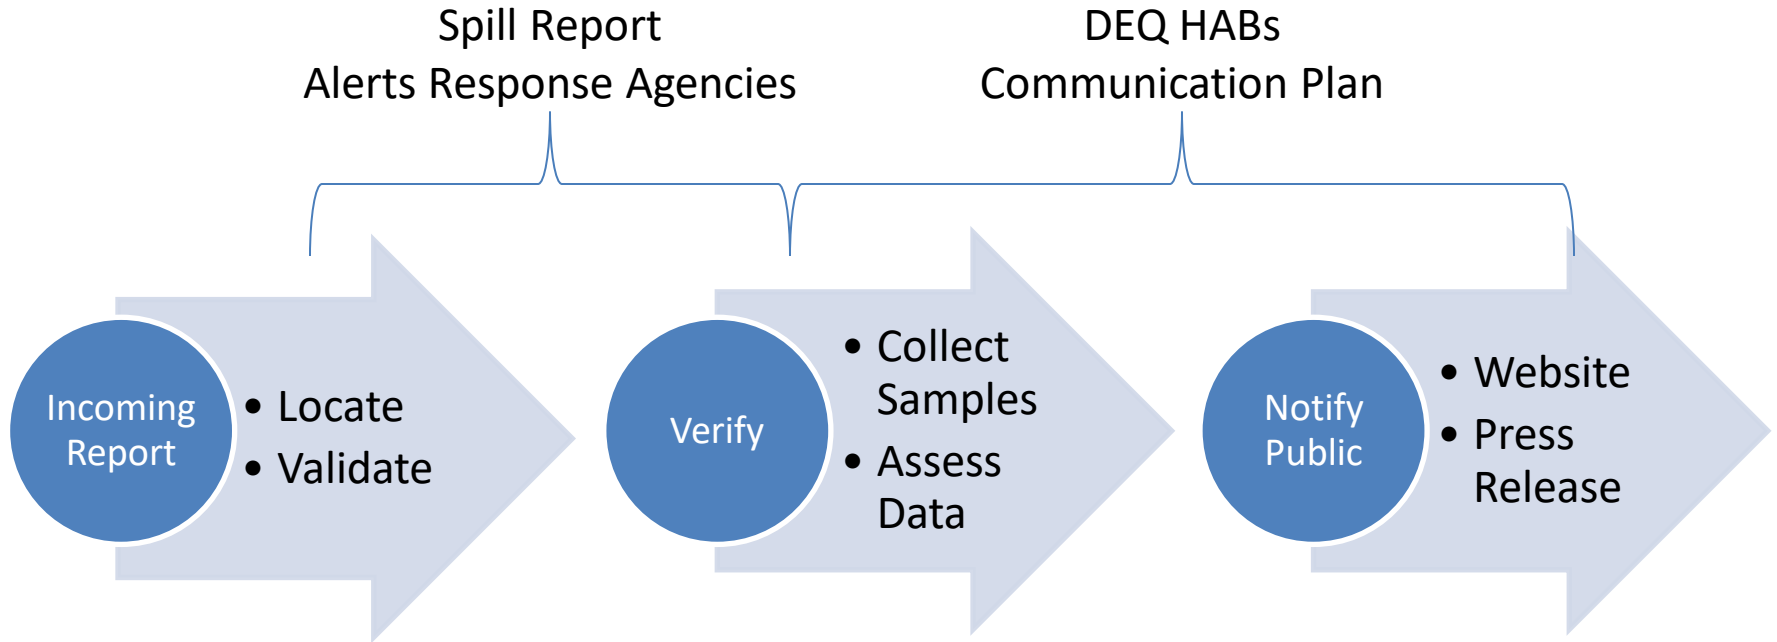 Spill Report
Alerts Response Agencies
DEQ HABs
Communication Plan
Incoming
Report
• Locate
• Validate
Verify
• Collect
Samples
• Assess
Data
Notify
Public
• Website
• Press
Release